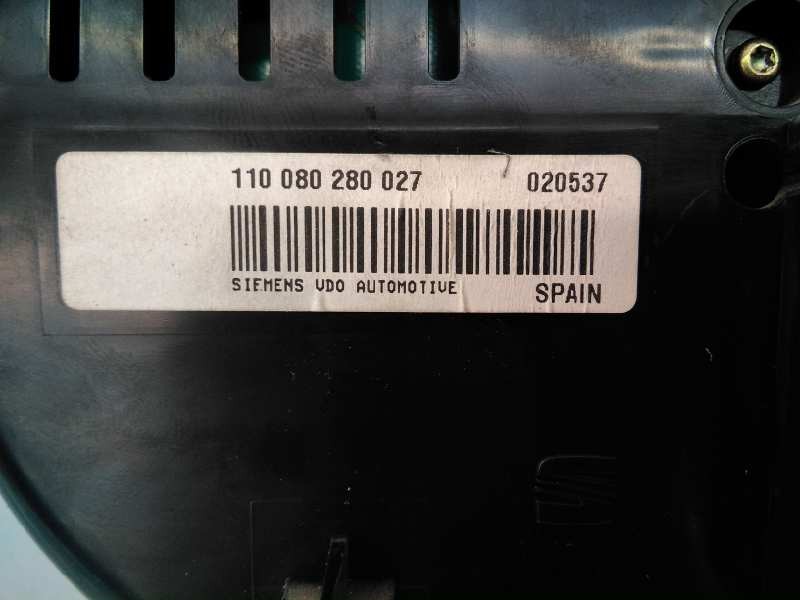 110 080 280 027 020537
SIEMENS VDO AUTOMOTIVE SPAIN